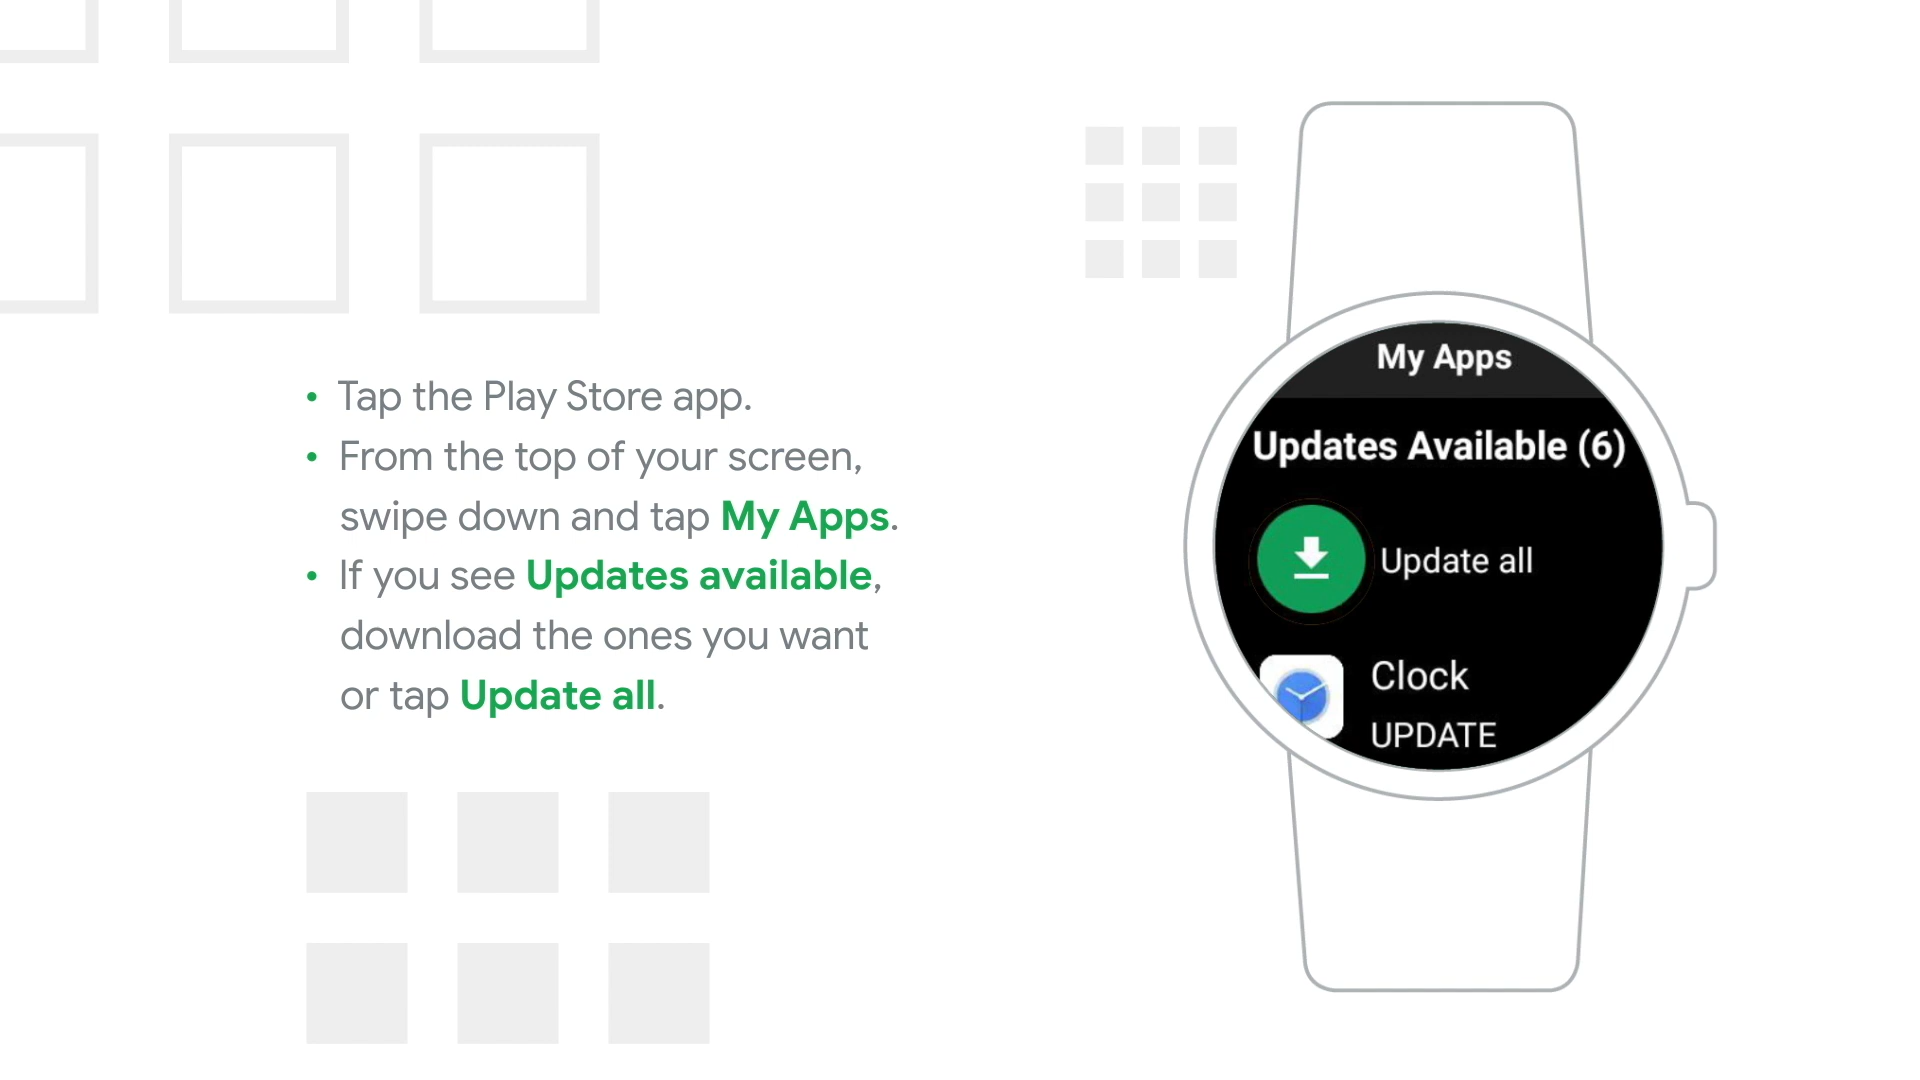 • Tap the Play Store app.
• From the top of your screen,
swipe down and tap My Apps.
• If you see Updates available,
download the ones you want
or tap Update all.
My Apps
Updates Available (6)
Update all
Clock
UPDATE